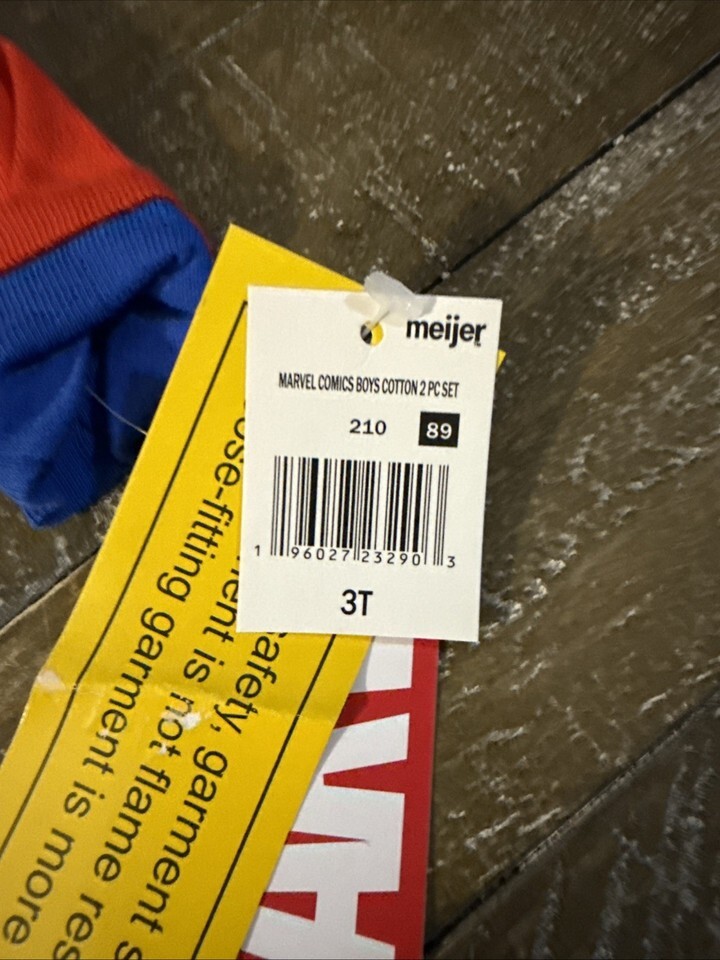 meijer
MARVEL COMICS BOYS COTTON 2 PC SET
210 89
1 96027 23290 3
3T
safety, garment s
ment is not flame res
ose-fitting garment is more